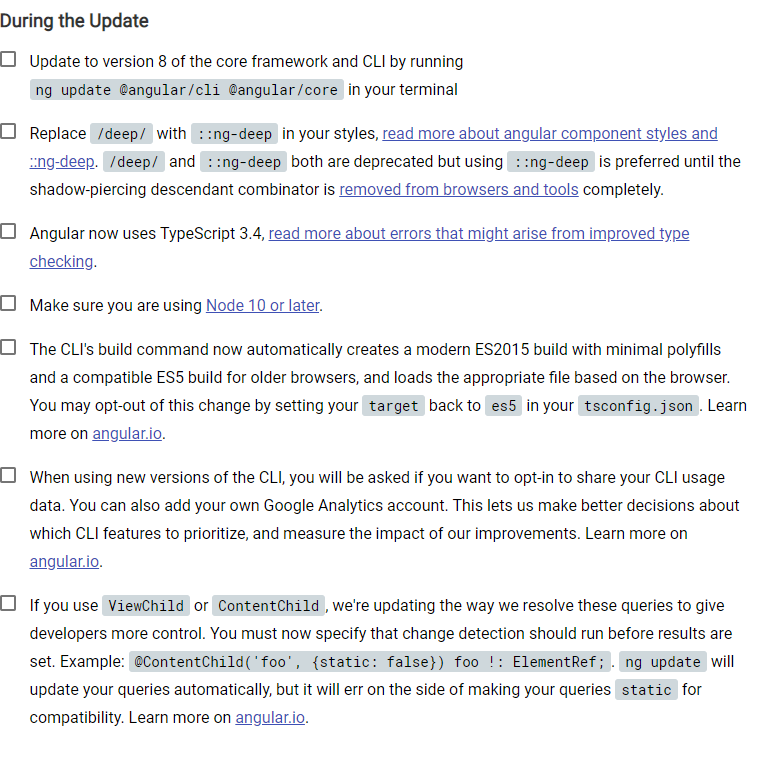 During the Update
Update to version 8 of the core framework and CLI by running
ng update @angular/cli @angular/core in your terminal
Replace /deep/ with ::ng-deep in your styles, read more about angular component styles and
::ng-deep. /deep/ and ::ng-deep both are deprecated but using ::ng-deep is preferred until the
shadow-piercing descendant combinator is removed from browsers and tools completely.
Angular now uses TypeScript 3.4, read more about errors that might arise from improved type
checking.
Make sure you are using Node 10 or later.
The CLI's build command now automatically creates a modern ES2015 build with minimal polyfills
and a compatible ES5 build for older browsers, and loads the appropriate file based on the browser.
You may opt-out of this change by setting your target back to es5 in your tsconfig.json. Learn
more on angular.io.
When using new versions of the CLI, you will be asked if you want to opt-in to share your CLI usage
data. You can also add your own Google Analytics account. This lets us make better decisions about
which CLI features to prioritize, and measure the impact of our improvements. Learn more on
angular.io.
If you use ViewChild or ContentChild, we're updating the way we resolve these queries to give
developers more control. You must now specify that change detection should run before results are
set. Example: @ContentChild('foo', {static: false}) foo !: ElementRef;. ng update will
update your queries automatically, but it will err on the side of making your queries static for
compatibility. Learn more on angular.io.